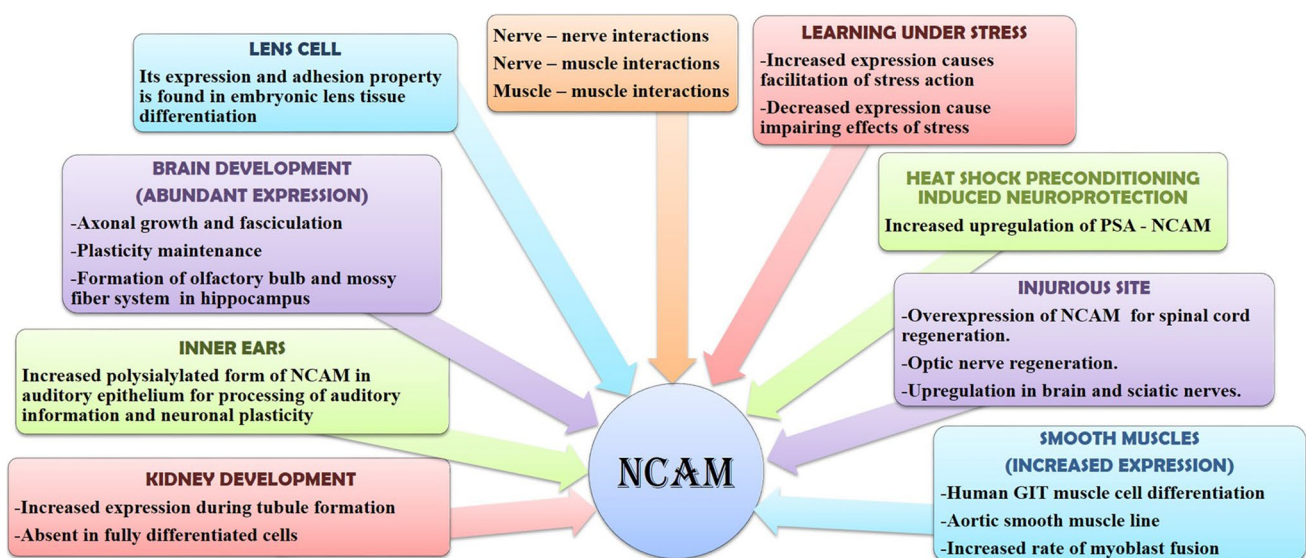 LENS CELL
Its expression and adhesion property
is found in embryonic lens tissue
differentiation
Nerve – nerve interactions
Nerve – muscle interactions
Muscle – muscle interactions
LEARNING UNDER STRESS
-Increased expression causes
facilitation of stress action
-Decreased expression cause
impairing effects of stress
BRAIN DEVELOPMENT
(ABUNDANT EXPRESSION)
-Axonal growth and fasciculation
-Plasticity maintenance
-Formation of olfactory bulb and mossy
fiber system in hippocampus
HEAT SHOCK PRECONDITIONING
INDUCED NEUROPROTECTION
Increased upregulation of PSA - NCAM
INNER EARS
Increased polysialylated form of NCAM in
auditory epithelium for processing of auditory
information and neuronal plasticity
INJURIOUS SITE
-Overexpression of NCAM for spinal cord
regeneration.
-Optic nerve regeneration.
-Upregulation in brain and sciatic nerves.
KIDNEY DEVELOPMENT
-Increased expression during tubule formation
-Absent in fully differentiated cells
NCAM
SMOOTH MUSCLES
(INCREASED EXPRESSION)
-Human GIT muscle cell differentiation
-Aortic smooth muscle line
-Increased rate of myoblast fusion